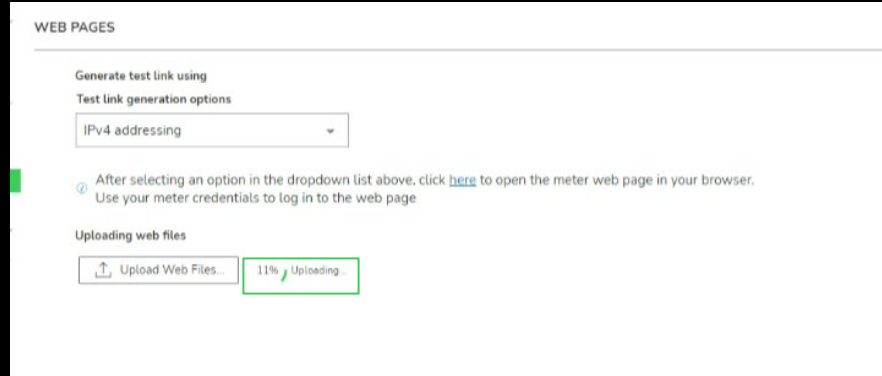 WEB PAGES
Generate test link using
Test link generation options
IPv4 addressing
After selecting an option in the dropdown list above, click here to open the meter web page in your browser.
Use your meter credentials to log in to the web page
Uploading web files
Upload Web Files... 11% Uploading...